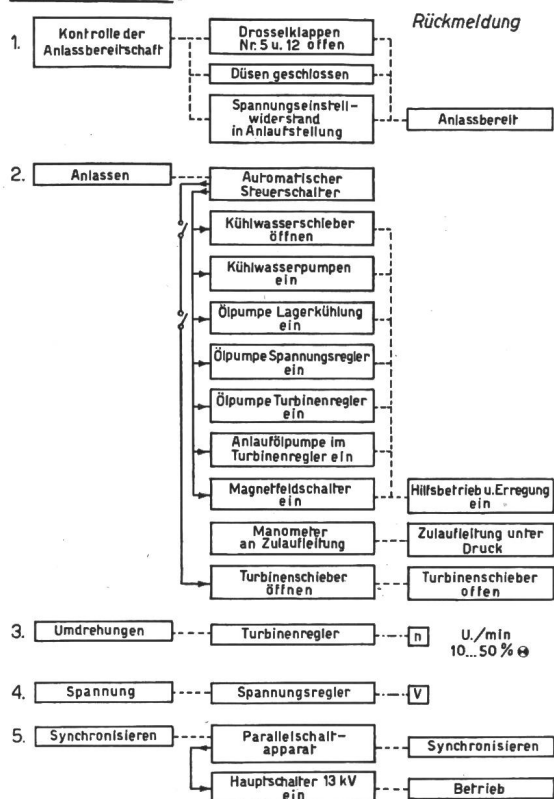 Rückmeldung
1.
Kontrolle der
Anlassbereitschaft
Drosselklappen
Nr. 5 u. 12 offen
Düsen geschlossen
Spannungseinstell-
widerstand
in Anlaufstellung
Anlassbereit
2.
Anlassen
Automatischer
Steuerschalter
Kühlwasserschieber
öffnen
Kühlwasserpumpen
ein
Ölpumpe Lagerkühlung
ein
Ölpumpe Spannungsregler
ein
Ölpumpe Turbinenregler
ein
Anlaufölpumpe im
Turbinenregler ein
Magnetfeldschalter
ein
Hilfsbetrieb u. Erregung
ein
Manometer
an Zulaufleitung
Zulaufleitung unter
Druck
Turbinenschieber
öffnen
Turbinenschieber
offen
3.
Umdrehungen
Turbinenregler
n
U./min
10...50 %
4.
Spannung
Spannungsregler
V
5.
Synchronisieren
Parallelschalt-
apparat
Synchronisieren
Hauptschalter 13 kV
ein
Betrieb